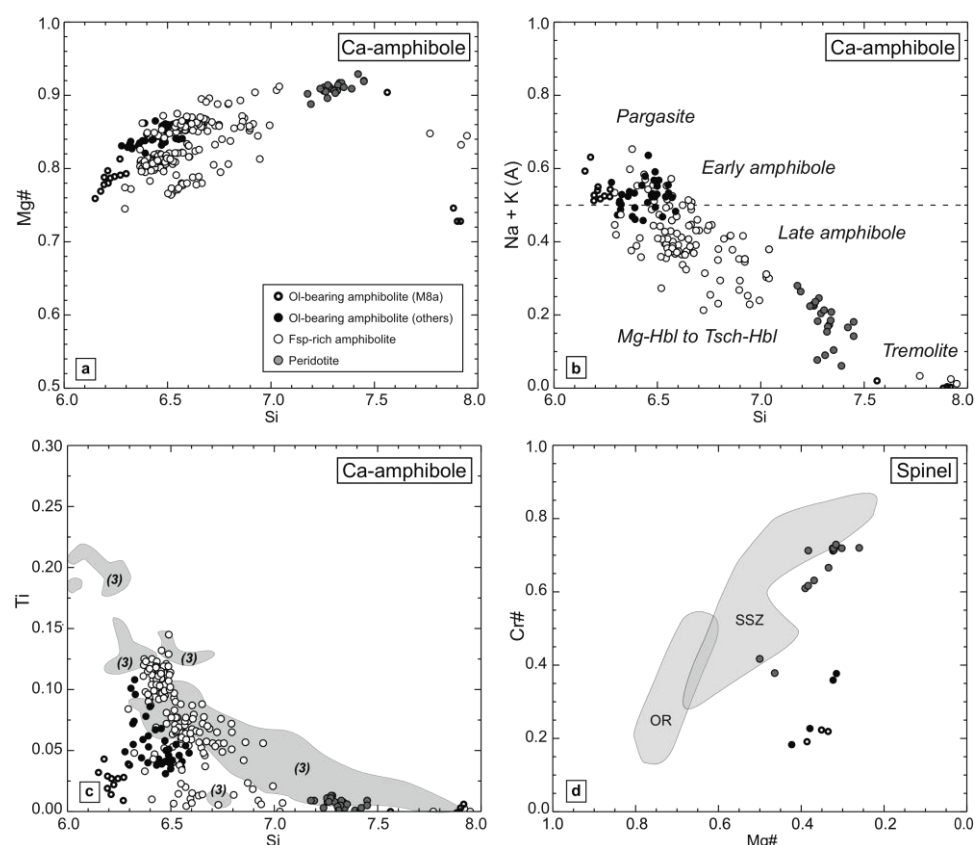 Ca-amphibole
1.0
0.9
0.8
0.7
0.6
0.5
Mg#
Ol-bearing amphibolite (M8a)
Ol-bearing amphibolite (others)
Fsp-rich amphibolite
Peridotite
a
6.0 6.5 7.0 7.5 8.0
Si
Ca-amphibole
1.0
0.8
0.6
0.4
0.2
0.0
Na + K (A)
Pargasite
Early amphibole
Late amphibole
Mg-Hbl to Tsch-Hbl
Tremolite
b
6.0 6.5 7.0 7.5 8.0
Si
Ca-amphibole
0.30
0.25
0.20
0.15
0.10
0.05
0.00
Ti
(3)
(3)
(3)
(3)
(3)
c
6.0 6.5 7.0 7.5 8.0
Si
Spinel
1.0
0.8
0.6
0.4
0.2
0.0
Cr#
SSZ
OR
d
1.0 0.8 0.6 0.4 0.2 0.0
Mg#